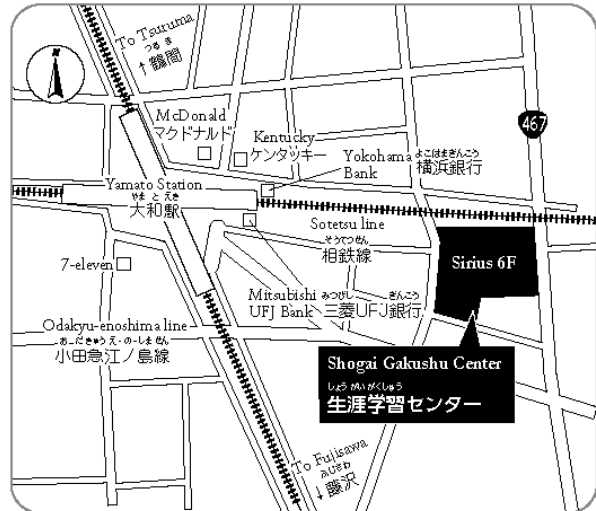 N
To Tsuruma
つる ま
↑ 鶴間
McDonald
マクドナルド
Kentucky
ケンタッキー
467
Yokohama
Bank
よこはまぎんこう
横浜銀行
Yamato Station
や ま と え き
大和駅
Sotetsu line
そうてつせん
相鉄線
Sirius 6F
7-eleven
Mitsubishi
UFJ Bank
みつびし ぎんこう
三菱UFJ銀行
Odakyu-enoshima line
お－だきゅうえ・の－しません
小田急江ノ島線
Shogai Gakushu Center
しょうがいがくしゅう
生涯学習センター
To Fujisawa
ふじさわ
↓ 藤沢